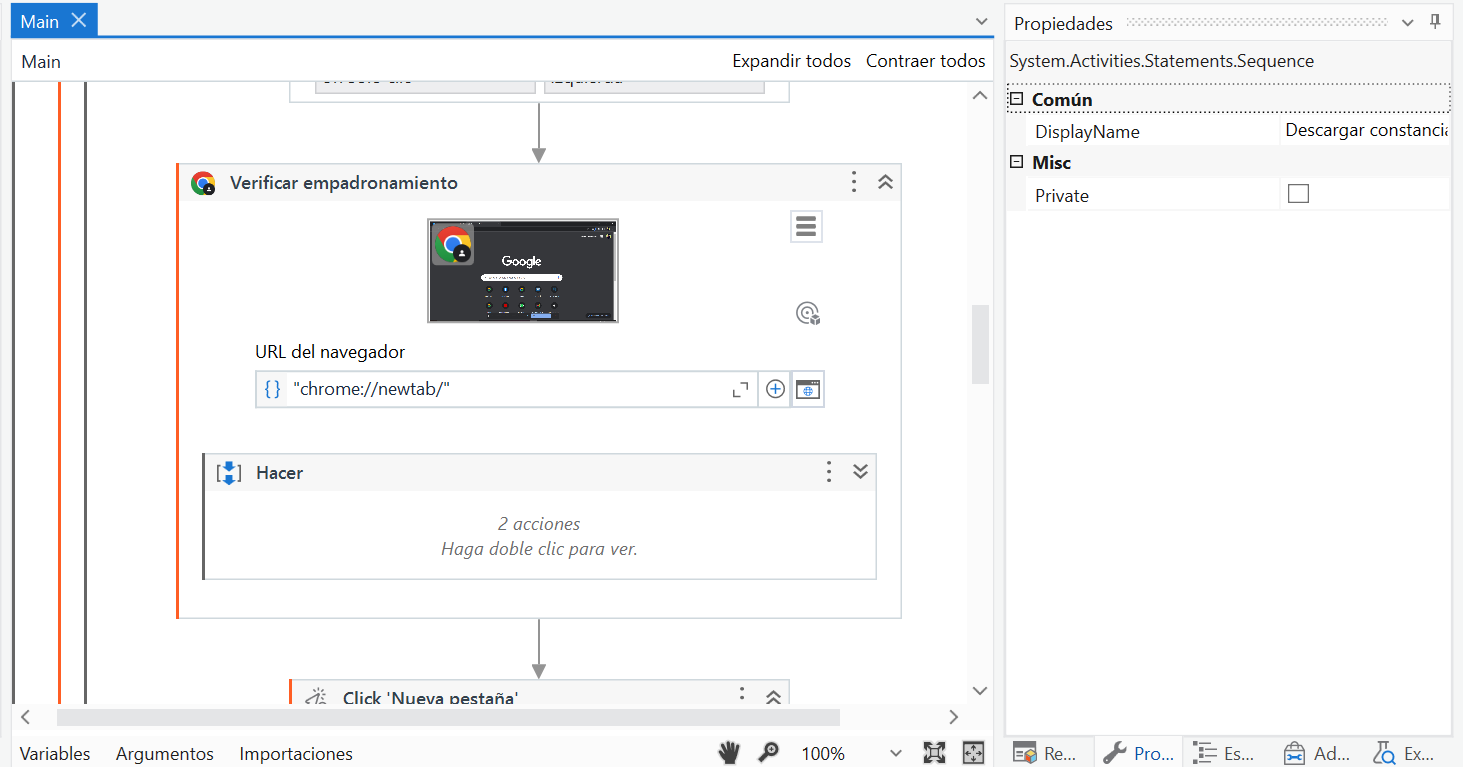 Main
Main
Expandir todos Contraer todos
Verificar empadronamiento
Google
URL del navegador
{} "chrome://newtab/"
Hacer
2 acciones
Haga doble clic para ver.
Click 'Nueva pestaña'
Variables Argumentos Importaciones
100%
Propiedades
System.Activities.Statements.Sequence
Común
DisplayName Descargar constancia
Misc
Private
Re... Pro... Es... Ad... Ex...